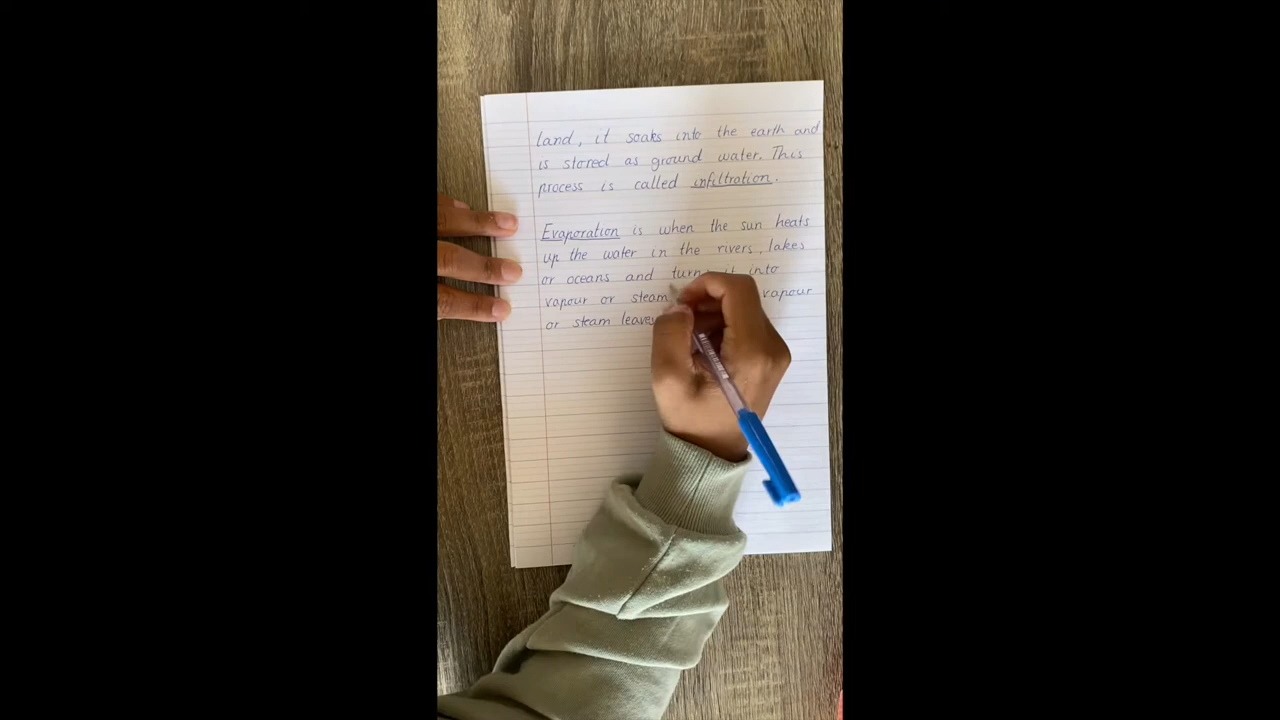 land, it soaks into the earth and
is stored as ground water. This
process is called infiltration.
Evaporation is when the sun heats
up the water in the rivers, lakes
or oceans and turns it into
vapour or steam vapour
or steam leaves